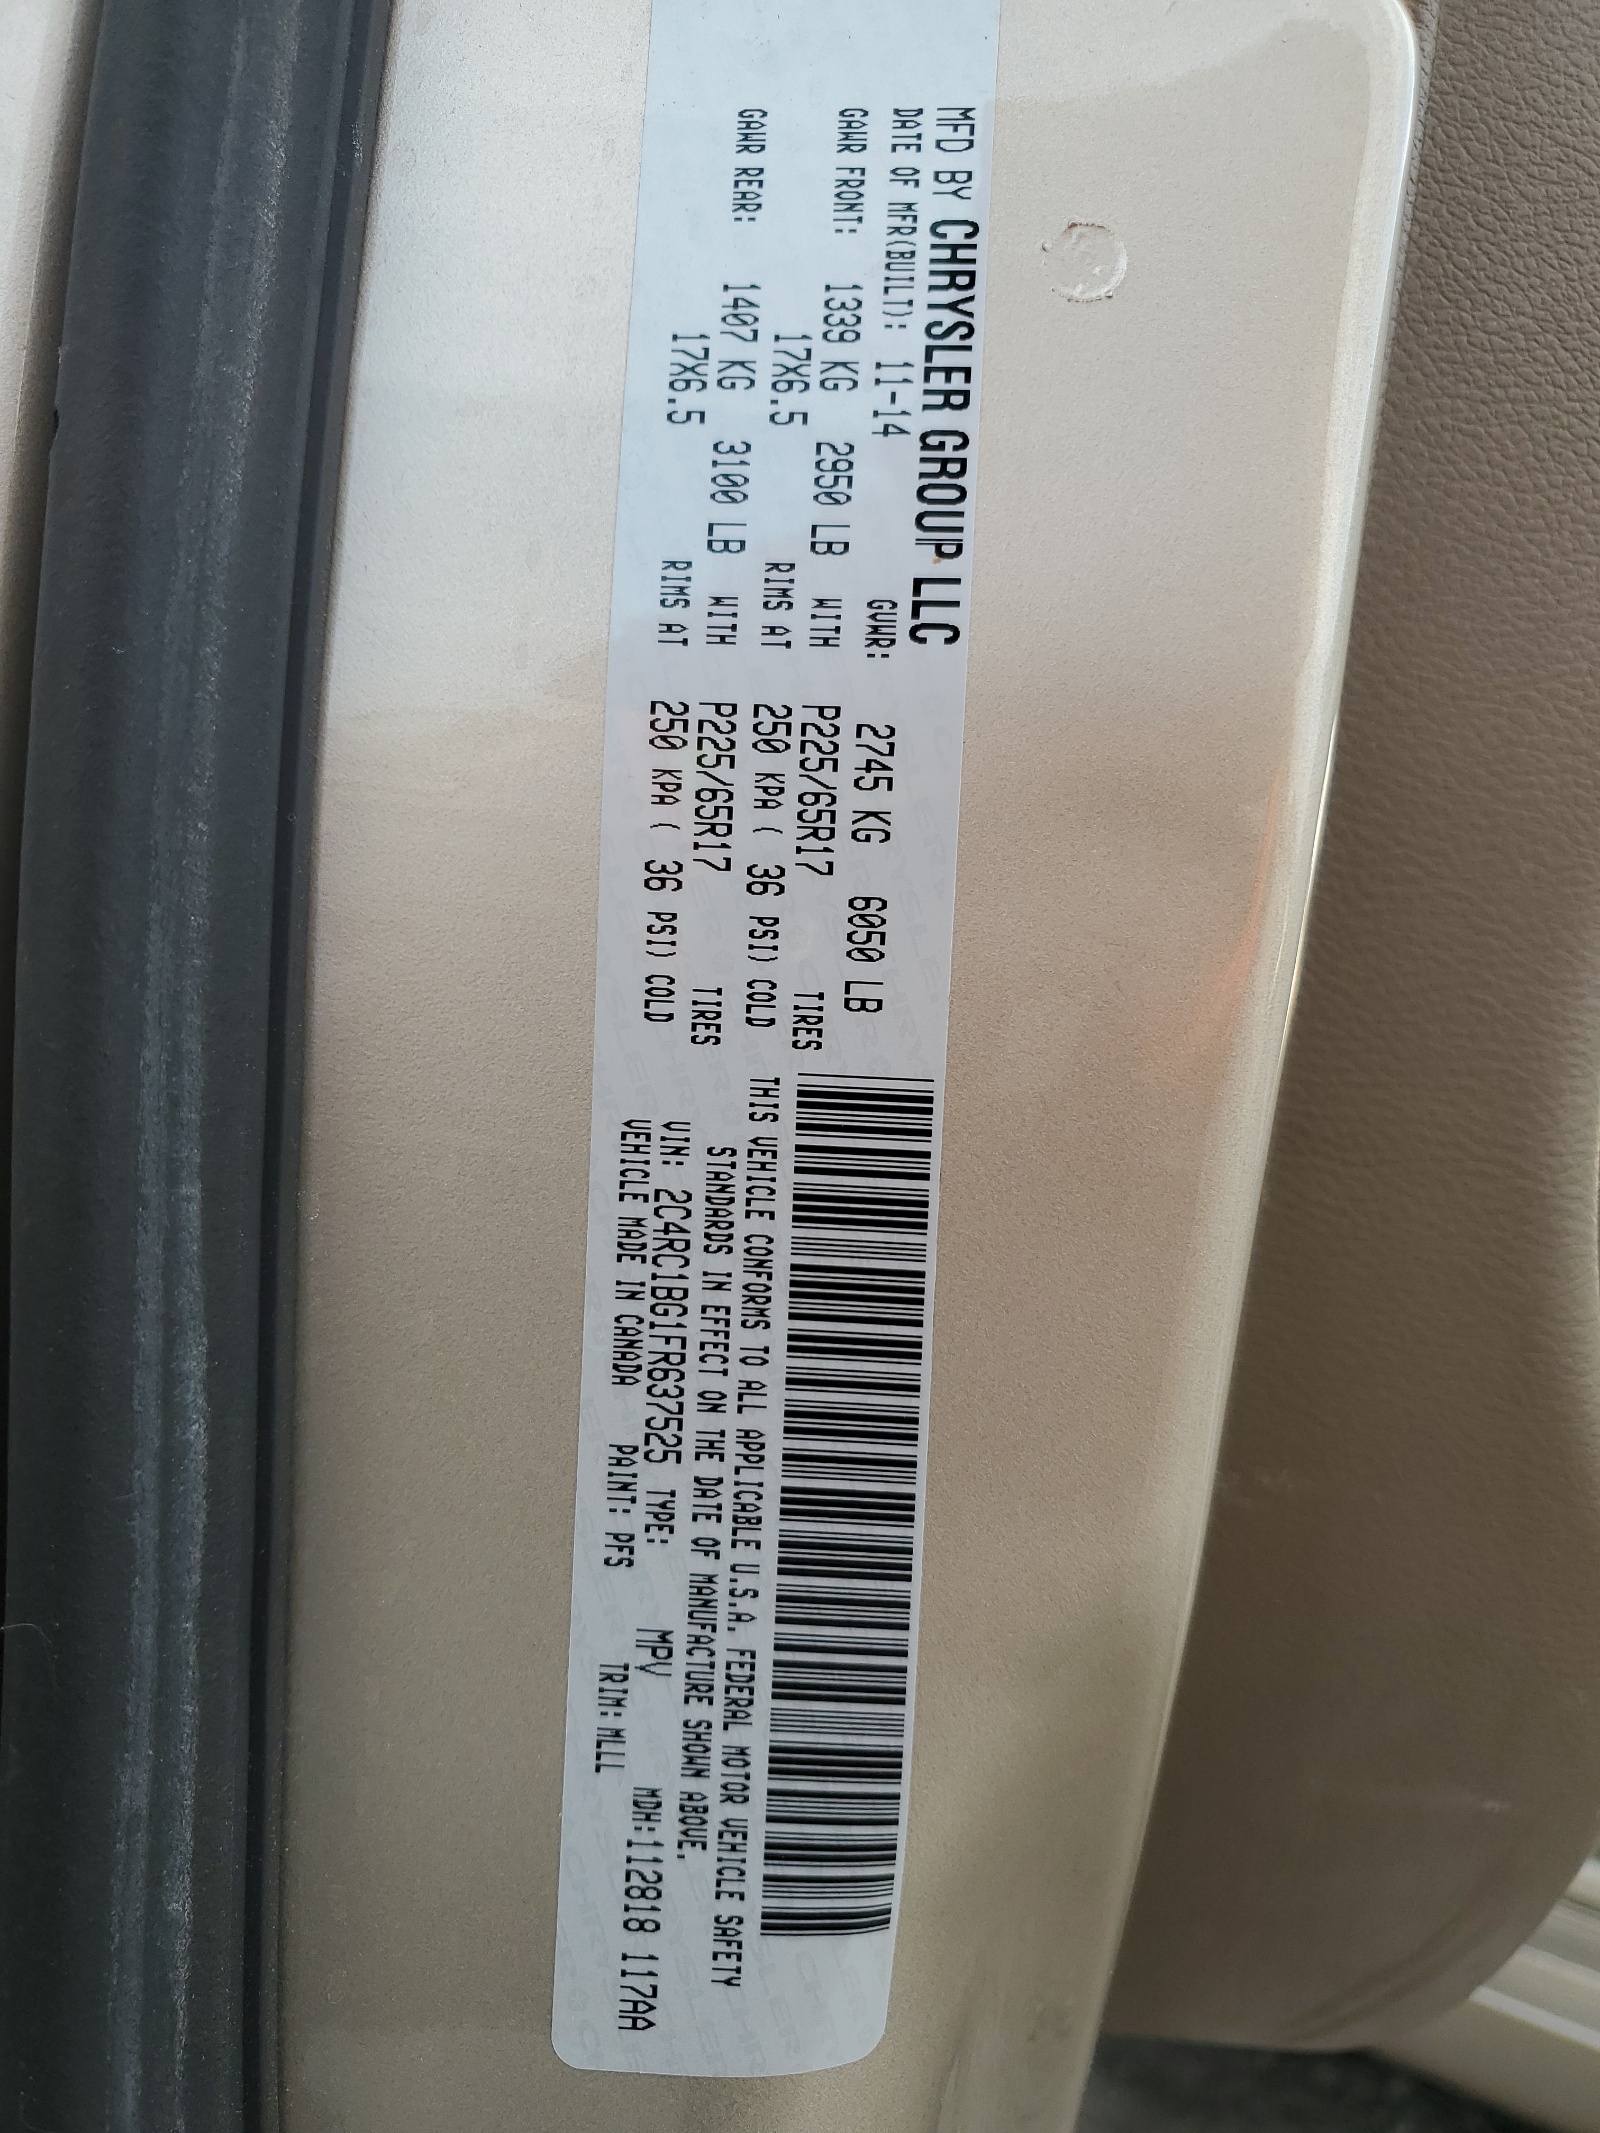 MFD BY CHRYSLER GROUP LLC
DATE OF MFR(BUILT): 11-14 GVWR: 2745 KG 6050 LB
GAWR FRONT: 1339 KG 2950 LB WITH P225/65R17 TIRES
17X6.5 RIMS AT 250 KPA ( 36 PSI) COLD
GAWR REAR: 1407 KG 3100 LB WITH P225/65R17 TIRES
17X6.5 RIMS AT 250 KPA ( 36 PSI) COLD
THIS VEHICLE CONFORMS TO ALL APPLICABLE U.S.A. FEDERAL MOTOR VEHICLE SAFETY
STANDARDS IN EFFECT ON THE DATE OF MANUFACTURE SHOWN ABOVE.
VIN: 2C4RC1BG1FR637525 TYPE: MPV MDH:112818 117AA
VEHICLE MADE IN CANADA PAINT: PFS TRIM: MLLL